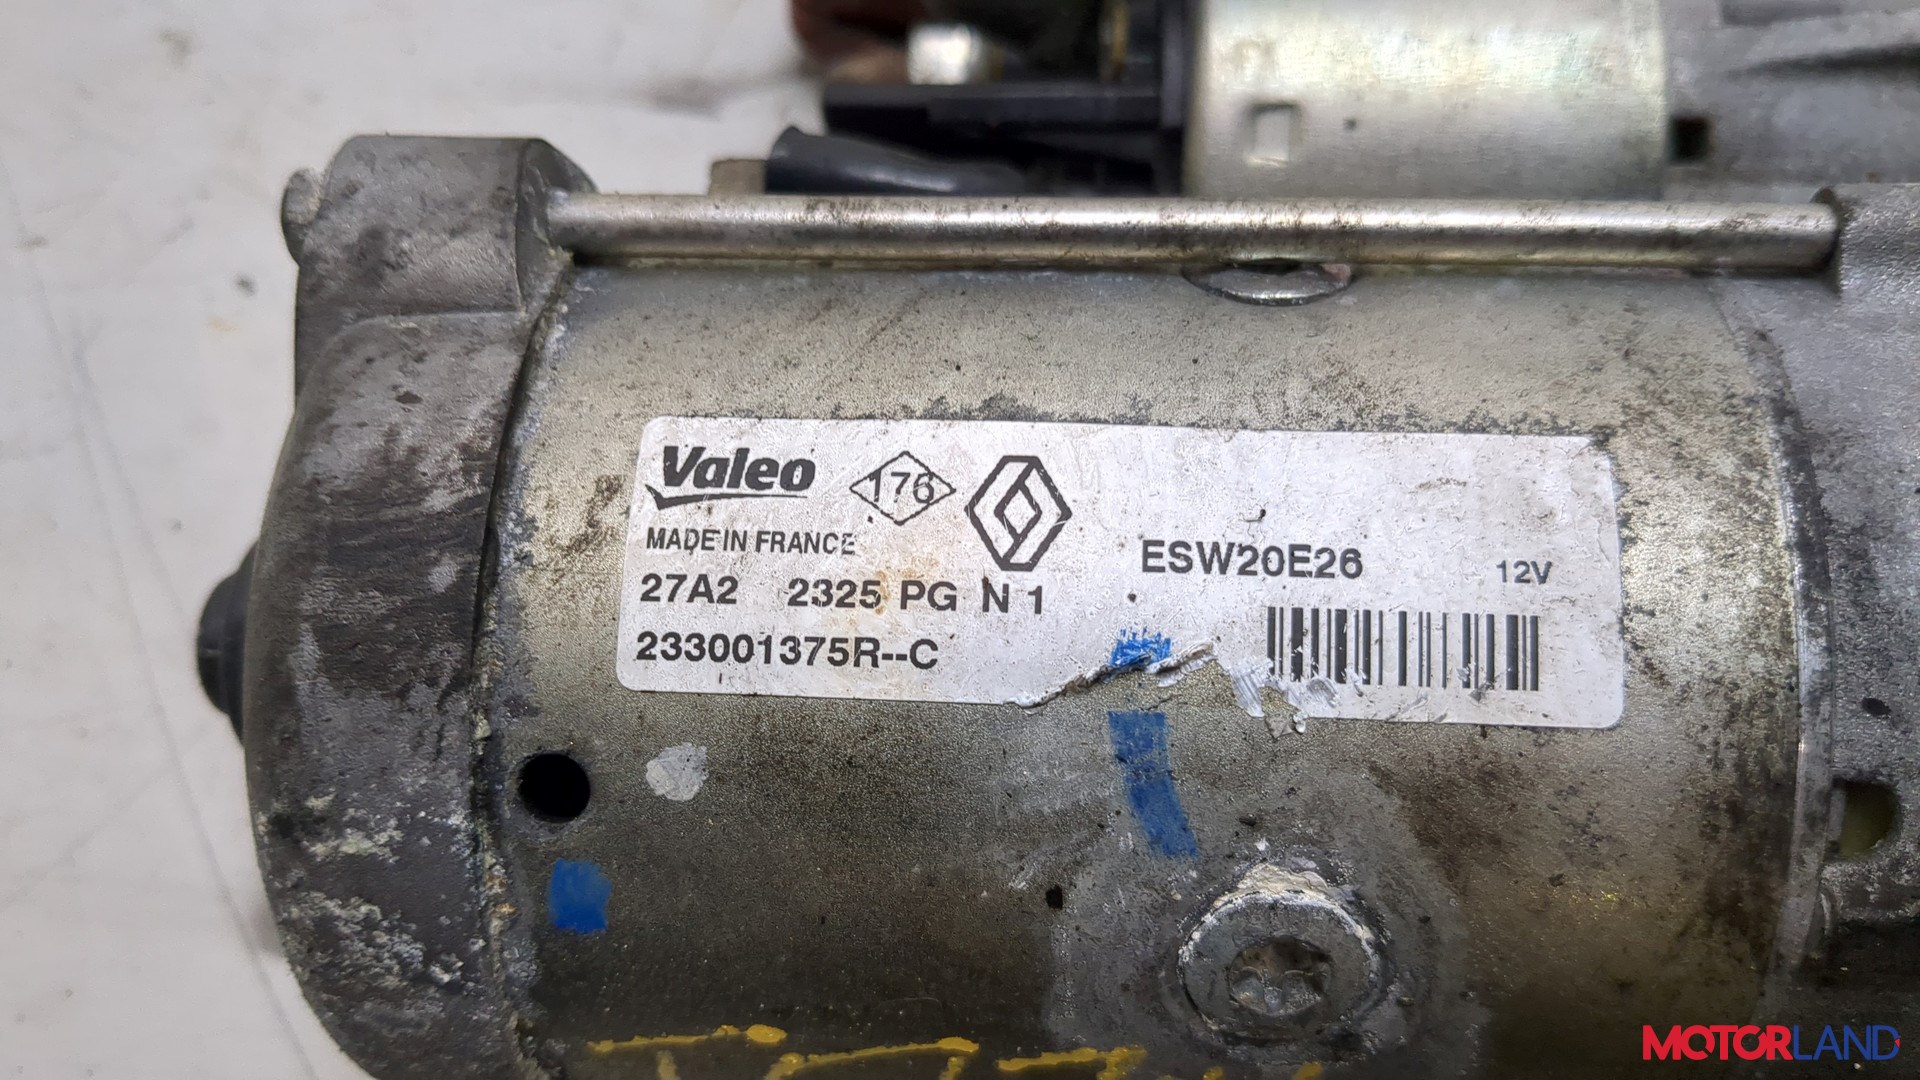 Valeo 176
MADE IN FRANCE
ESW20E26 12V
27A2 2325 PG N 1
233001375R--C
MOTORLAND